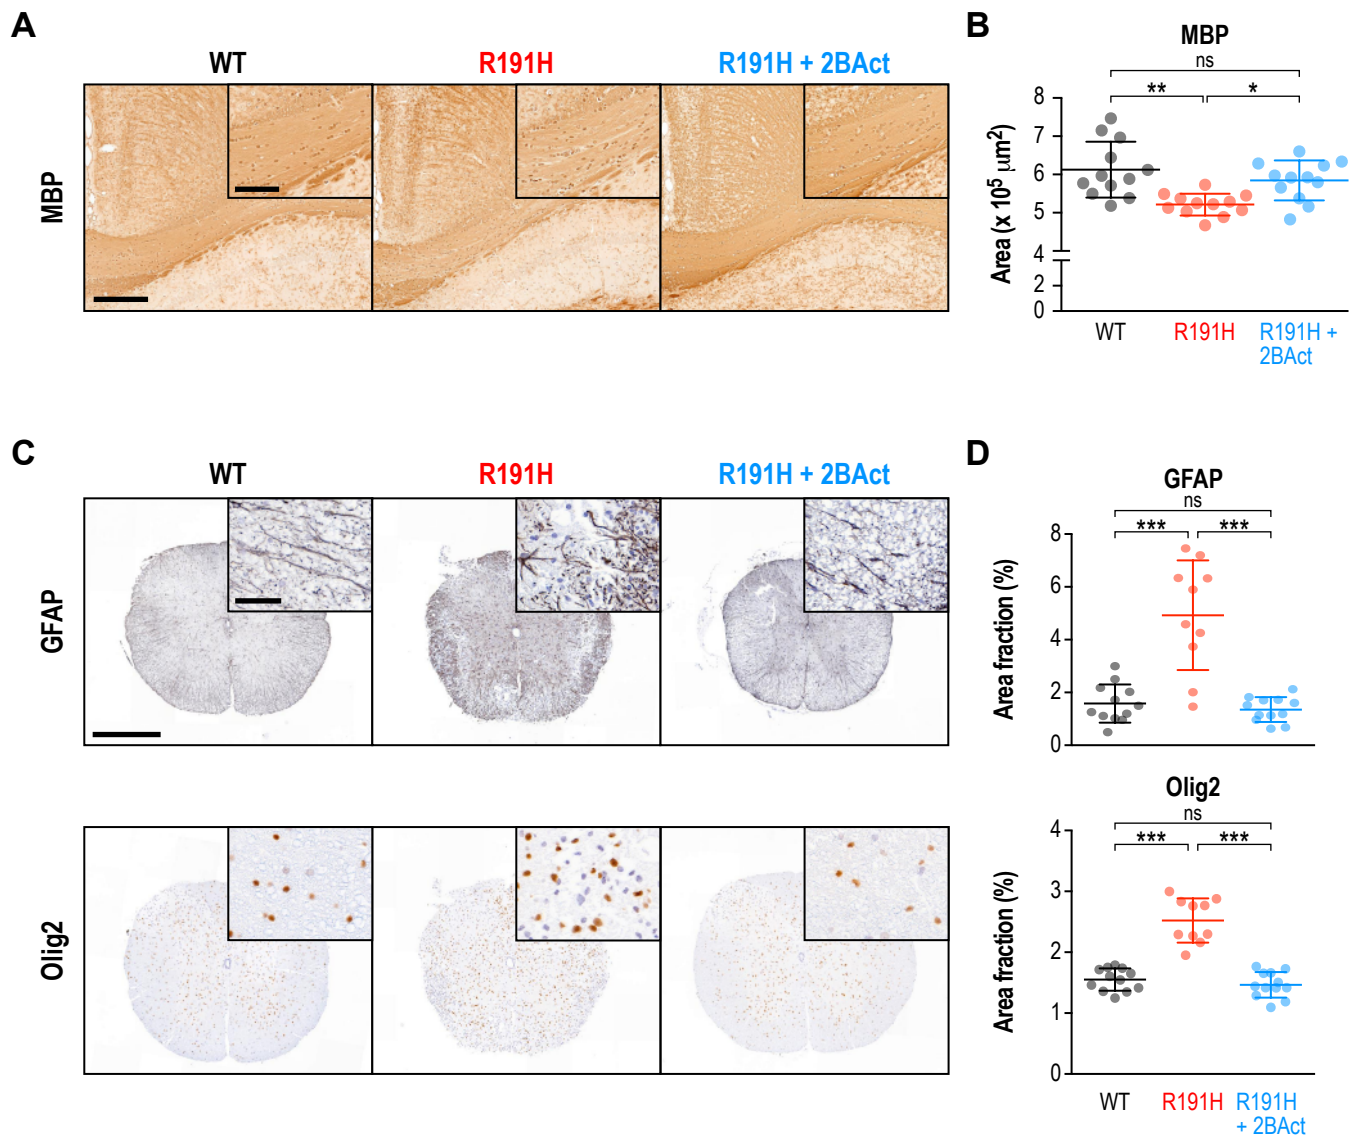 A
WT
R191H
R191H + 2BAct
MBP
B
MBP
ns
**
*
8
7
6
5
4
2
0
Area (x 10⁵ μm²)
WT
R191H
R191H +
2BAct
C
WT
R191H
R191H + 2BAct
GFAP
Olig2
D
GFAP
ns
***
***
8
6
4
2
0
Area fraction (%)
Olig2
ns
***
***
4
3
2
1
0
Area fraction (%)
WT
R191H
R191H
+ 2BAct